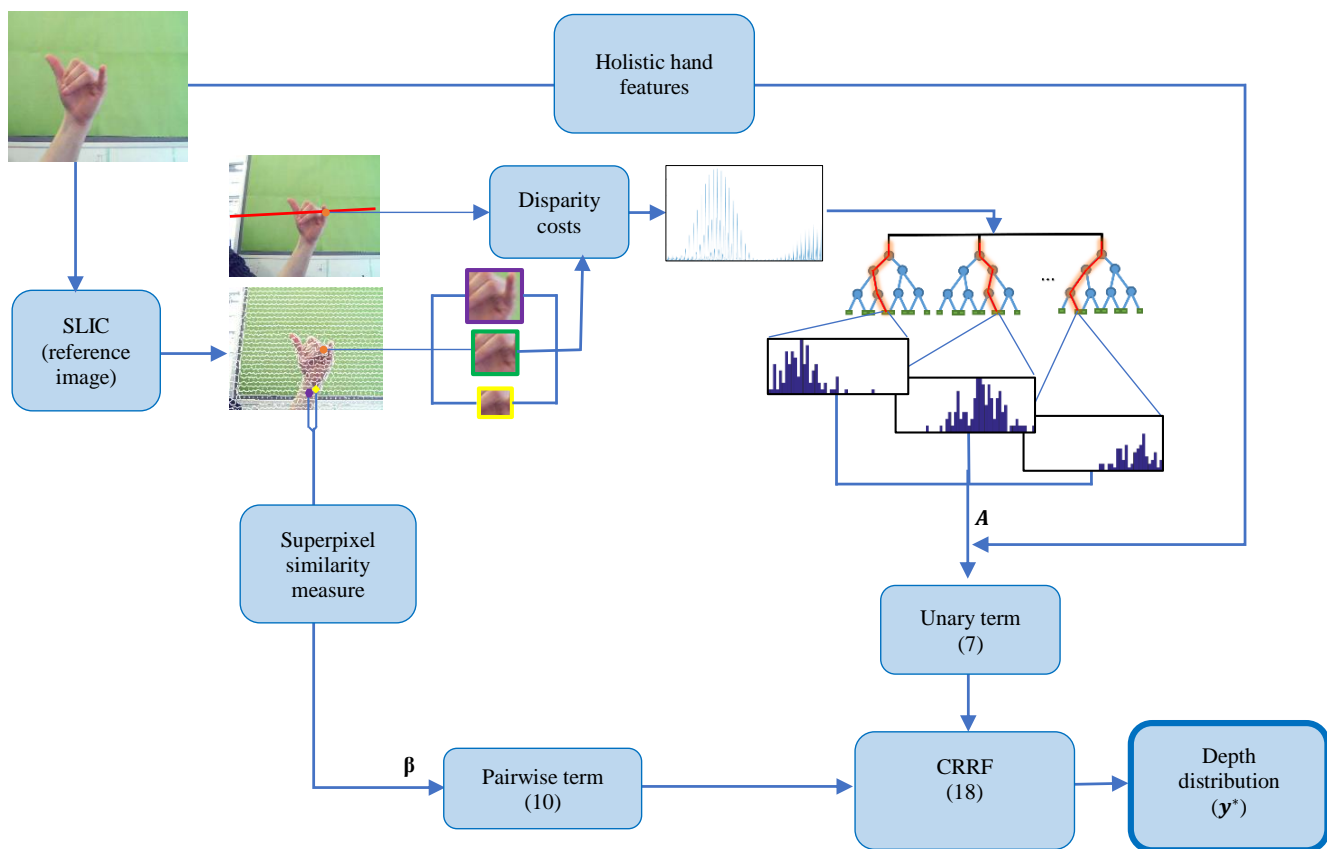 Holistic hand
features
Disparity
costs
SLIC
(reference
image)
...
Superpixel
similarity
measure
A
Unary term
(7)
β
Pairwise term
(10)
CRRF
(18)
Depth
distribution
(y*)